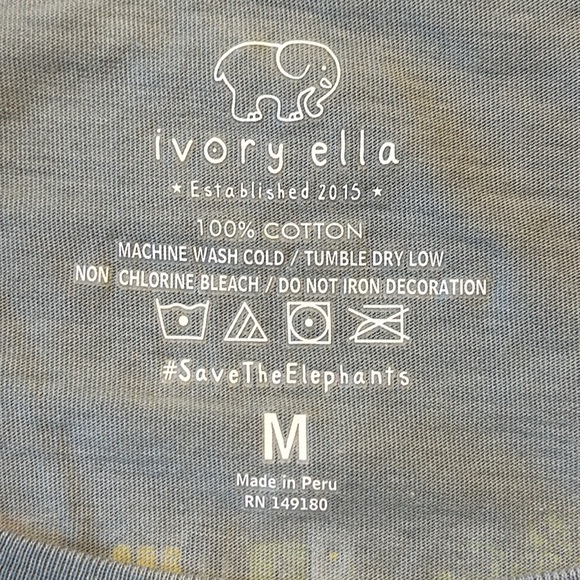 ivory ella
★ Established 2015 ★
100% COTTON
MACHINE WASH COLD / TUMBLE DRY LOW
NON CHLORINE BLEACH / DO NOT IRON DECORATION
#SaveTheElephants
M
Made in Peru
RN 149180